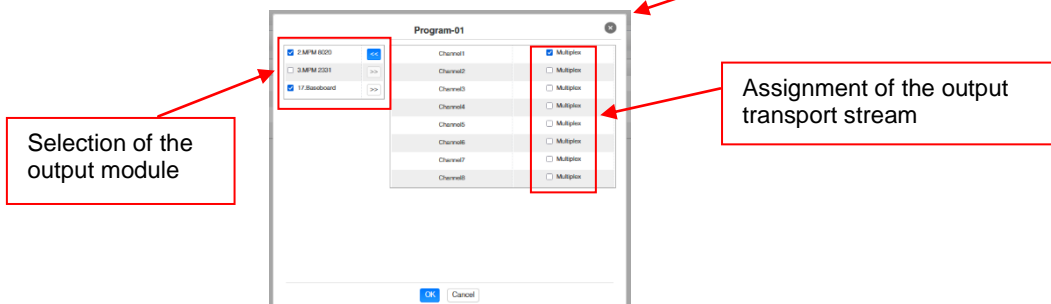 Program-01
2.MPM 8020 <<
3.MPM 2331 >>
17.Baseboard >>
Channel1 Multiplex
Channel2 Multiplex
Channel3 Multiplex
Channel4 Multiplex
Channel5 Multiplex
Channel6 Multiplex
Channel7 Multiplex
Channel8 Multiplex
Selection of the
output module
Assignment of the output
transport stream
OK Cancel